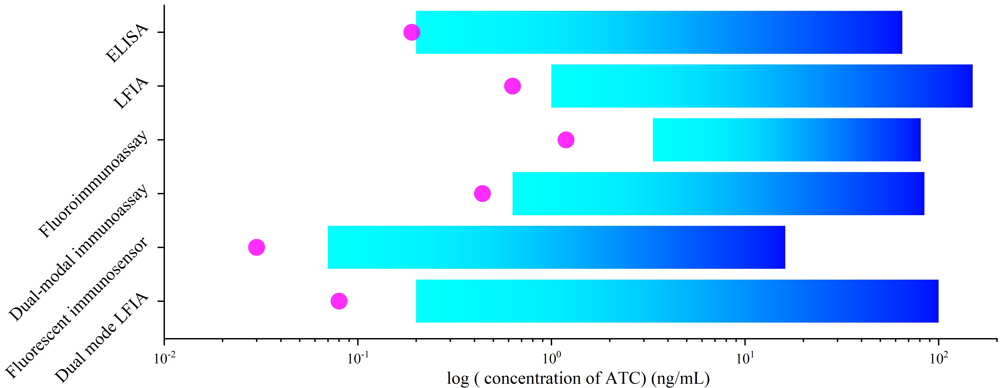 ELISA
LFIA
Fluoroimmunoassay
Dual-modal immunoassay
Fluorescent immunosensor
Dual mode LFIA
10-2 10-1 100 101 102
log ( concentration of ATC) (ng/mL)